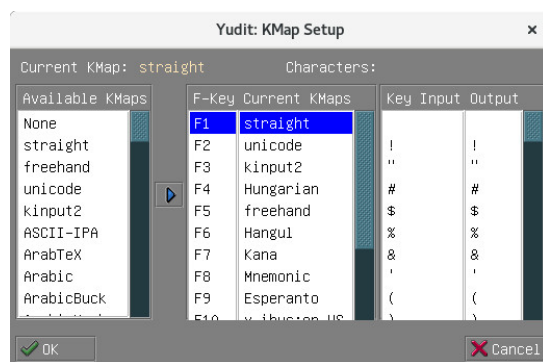 Yudit: KMap Setup ×
Current KMap: straight Characters:
Available KMaps F-Key Current KMaps Key Input Output
None F1 straight
straight F2 unicode ! !
freehand F3 kinput2 " "
unicode F4 Hungarian # #
kinput2 F5 freehand $ $
ASCII-IPA F6 Hangul % %
ArabTeX F7 Kana & &
Arabic F8 Mnemonic ' '
ArabicBuck F9 Esperanto ( (
F10
OK Cancel